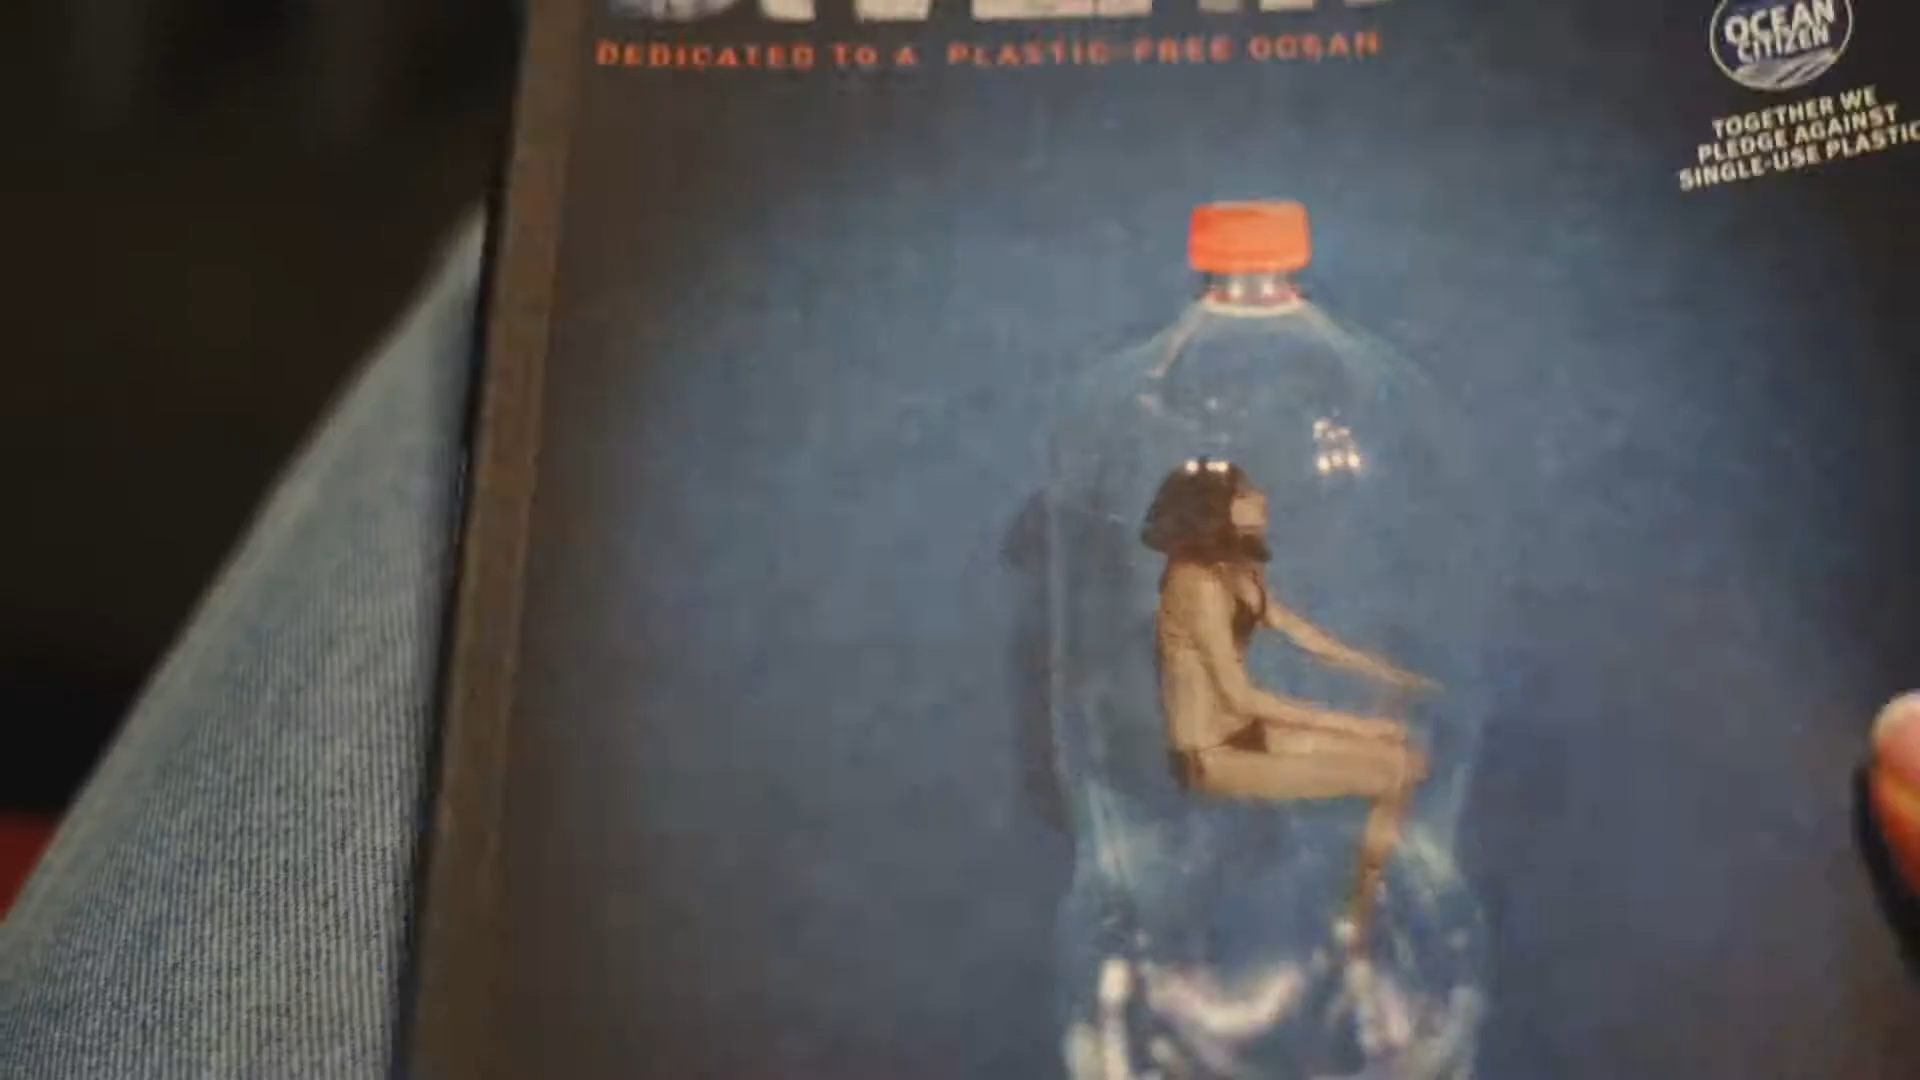 DEDICATED TO A PLASTIC-FREE OCEAN
OCEAN
CITIZEN
TOGETHER WE
PLEDGE AGAINST
SINGLE-USE PLASTIC